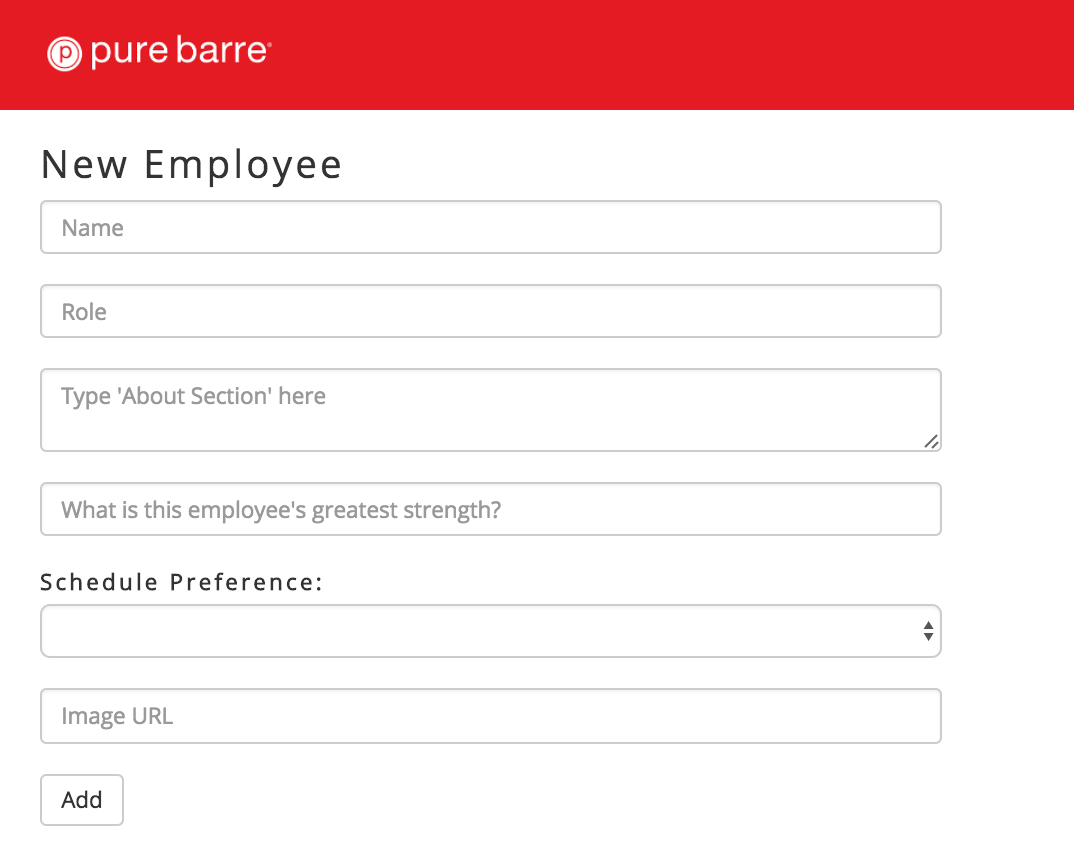 pure barre
New Employee
Name
Role
Type 'About Section' here
What is this employee's greatest strength?
Schedule Preference:
Image URL
Add